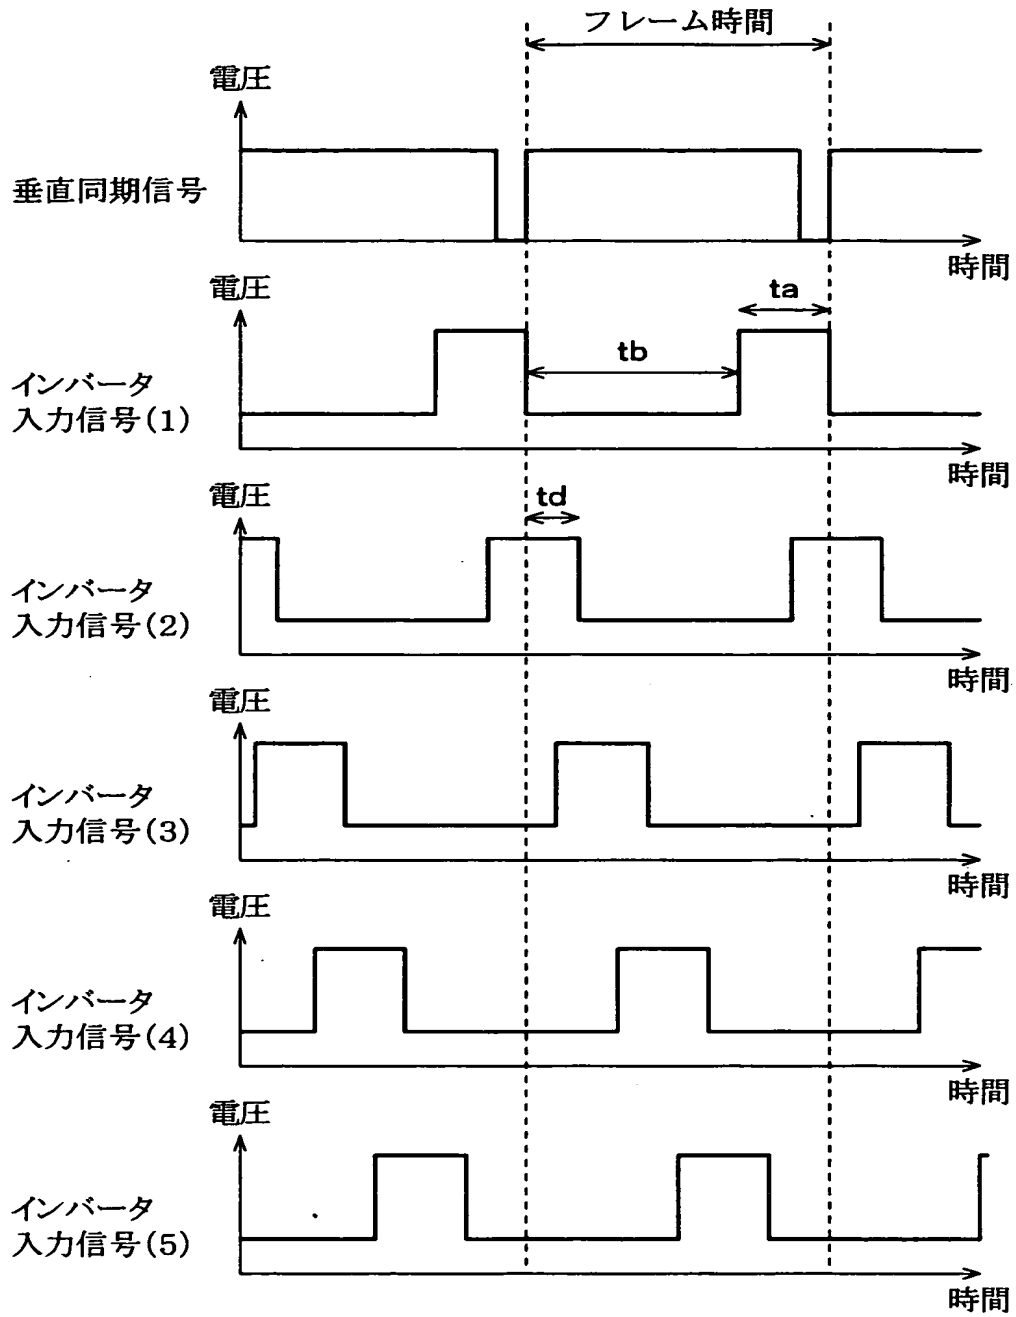 フレーム時間
電圧
垂直同期信号
時間
電圧
ta
tb
インバータ
入力信号(1)
時間
電圧
td
インバータ
入力信号(2)
時間
電圧
インバータ
入力信号(3)
時間
電圧
インバータ
入力信号(4)
時間
電圧
インバータ
入力信号(5)
時間